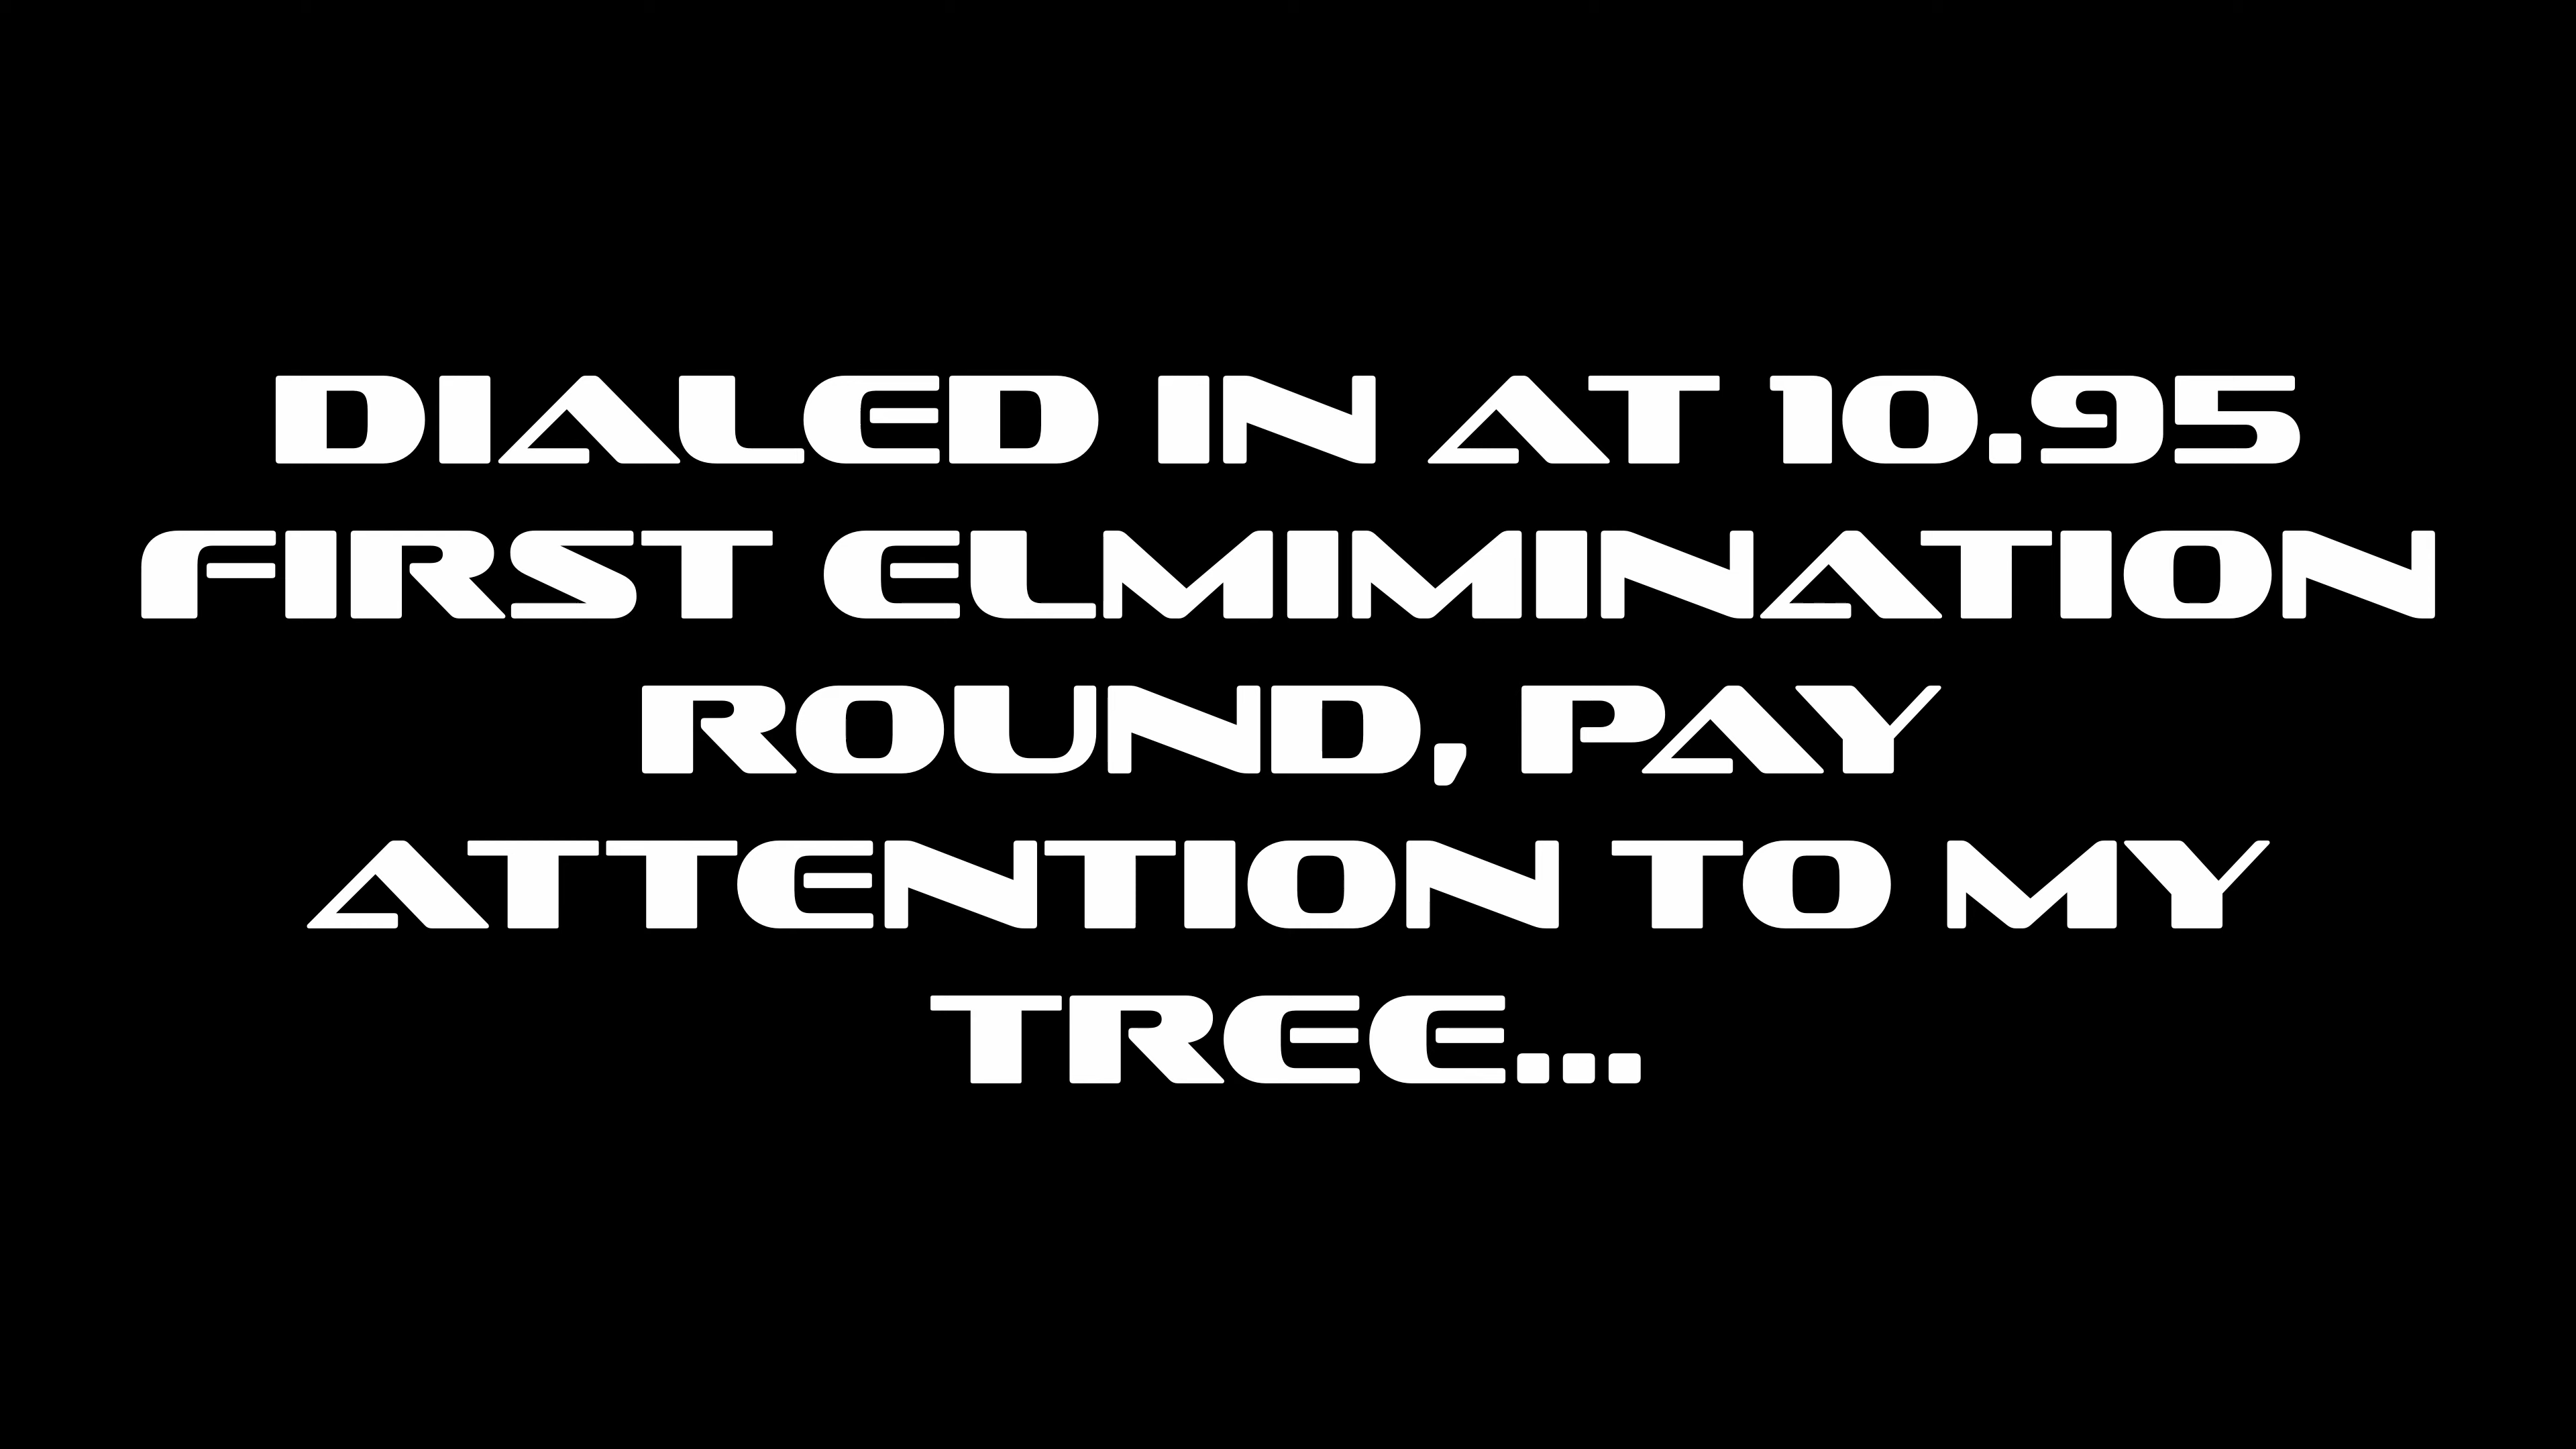 DIALED IN AT 10.95
FIRST ELMIMINATION
ROUND, PAY
ATTENTION TO MY
TREE...